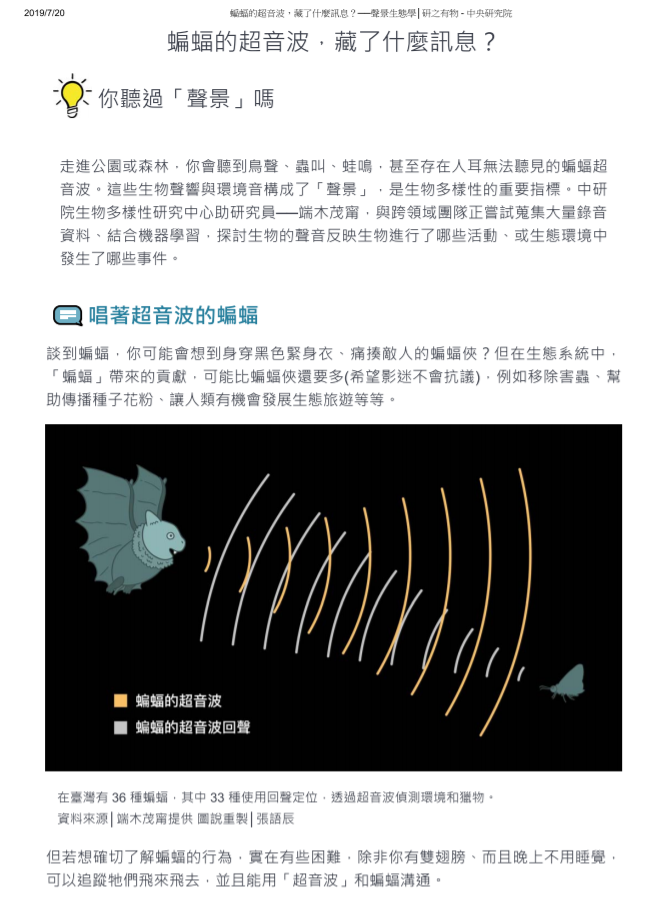 2019/7/20
蝙蝠的超音波，藏了什麼訊息？──聲景生態學│研之有物 - 中央研究院
蝙蝠的超音波，藏了什麼訊息？
你聽過「聲景」嗎
走進公園或森林，你會聽到鳥聲、蟲叫、蛙鳴，甚至存在人耳無法聽見的蝙蝠超
音波。這些生物聲響與環境音構成了「聲景」，是生物多樣性的重要指標。中研
院生物多樣性研究中心助研究員──端木茂甯，與跨領域團隊正嘗試蒐集大量錄音
資料、結合機器學習，探討生物的聲音反映生物進行了哪些活動、或生態環境中
發生了哪些事件。
唱著超音波的蝙蝠
談到蝙蝠，你可能會想到身穿黑色緊身衣、痛揍敵人的蝙蝠俠？但在生態系統中，
「蝙蝠」帶來的貢獻，可能比蝙蝠俠還要多(希望影迷不會抗議)，例如移除害蟲、幫
助傳播種子花粉、讓人類有機會發展生態旅遊等等。
蝙蝠的超音波
蝙蝠的超音波回聲
在臺灣有 36 種蝙蝠，其中 33 種使用回聲定位，透過超音波偵測環境和獵物。
資料來源│端木茂甯提供 圖說重製│張語辰
但若想確切了解蝙蝠的行為，實在有些困難，除非你有雙翅膀、而且晚上不用睡覺，
可以追蹤牠們飛來飛去，並且能用「超音波」和蝙蝠溝通。